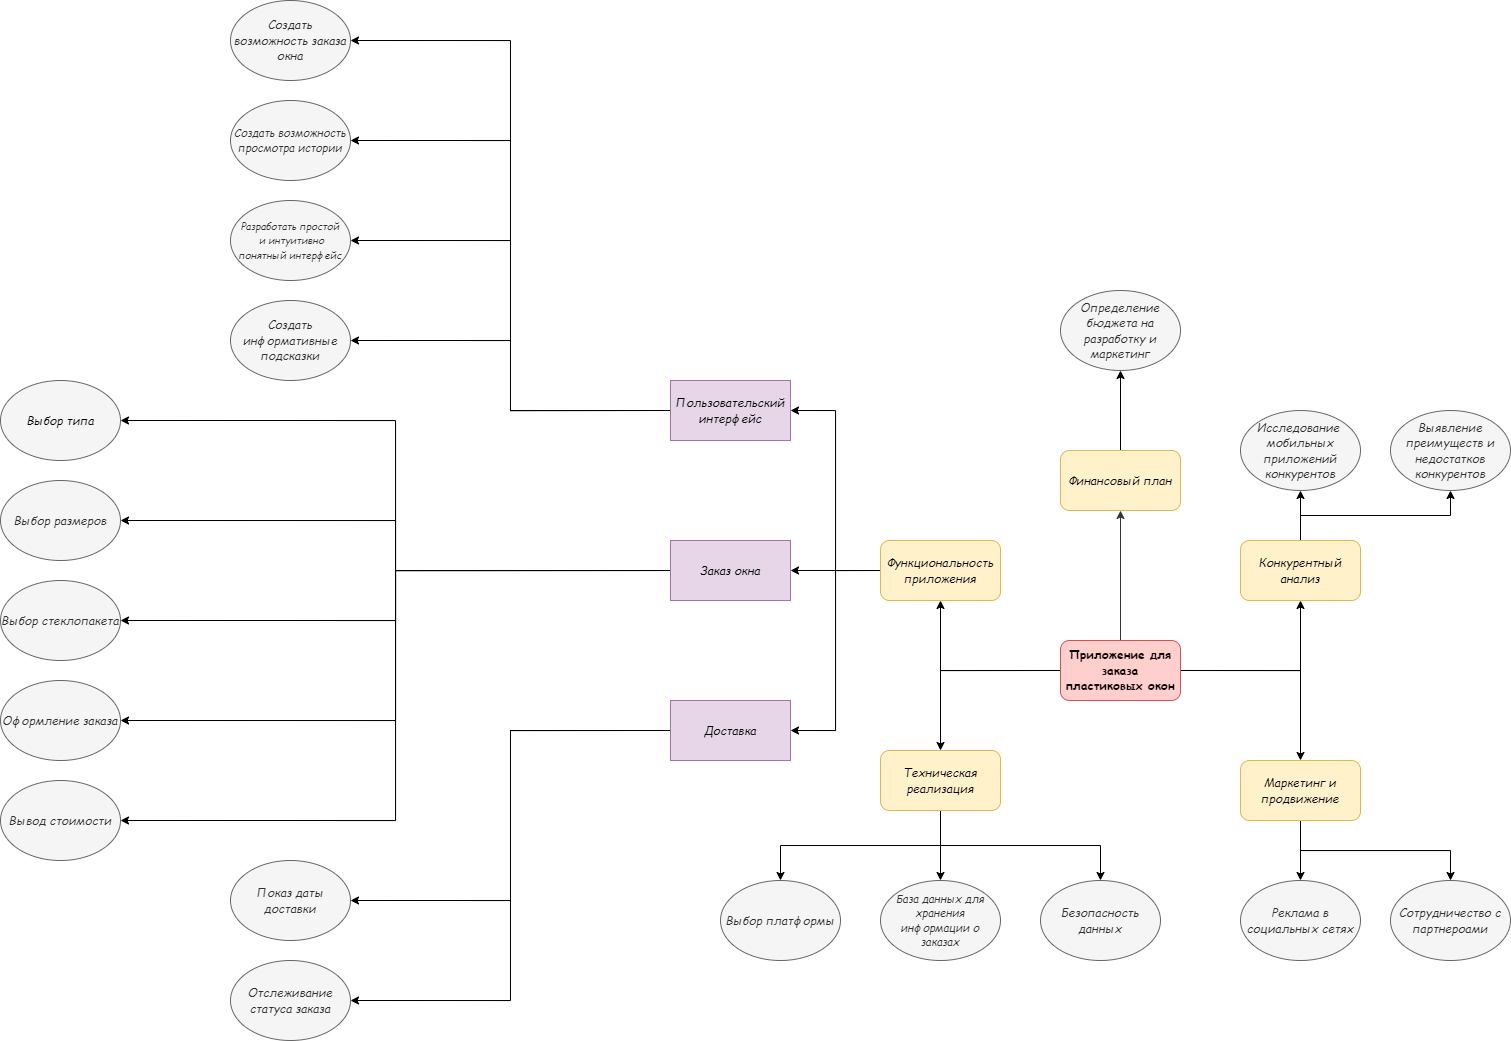 Создать
возможность заказа
окна
Создать возможность
просмотра истории
Разработать простой
и интуитивно
понятный интерфейс
Создать
информативные
подсказки
Выбор типа
Выбор размеров
Выбор стеклопакета
Оформление заказа
Вывод стоимости
Показ даты
доставки
Отслеживание
статуса заказа
Пользовательский
интерфейс
Заказ окна
Доставка
Функциональность
приложения
Техническая
реализация
Выбор платформы
База данных для
хранения
информации о
заказах
Безопасность
данных
Определение
бюджета на
разработку и
маркетинг
Финансовый план
Приложение для
заказа
пластиковых окон
Исследование
мобильных
приложений
конкурентов
Выявление
преимуществ и
недостатков
конкурентов
Конкурентный
анализ
Маркетинг и
продвижение
Реклама в
социальных сетях
Сотрудничество с
партнероами